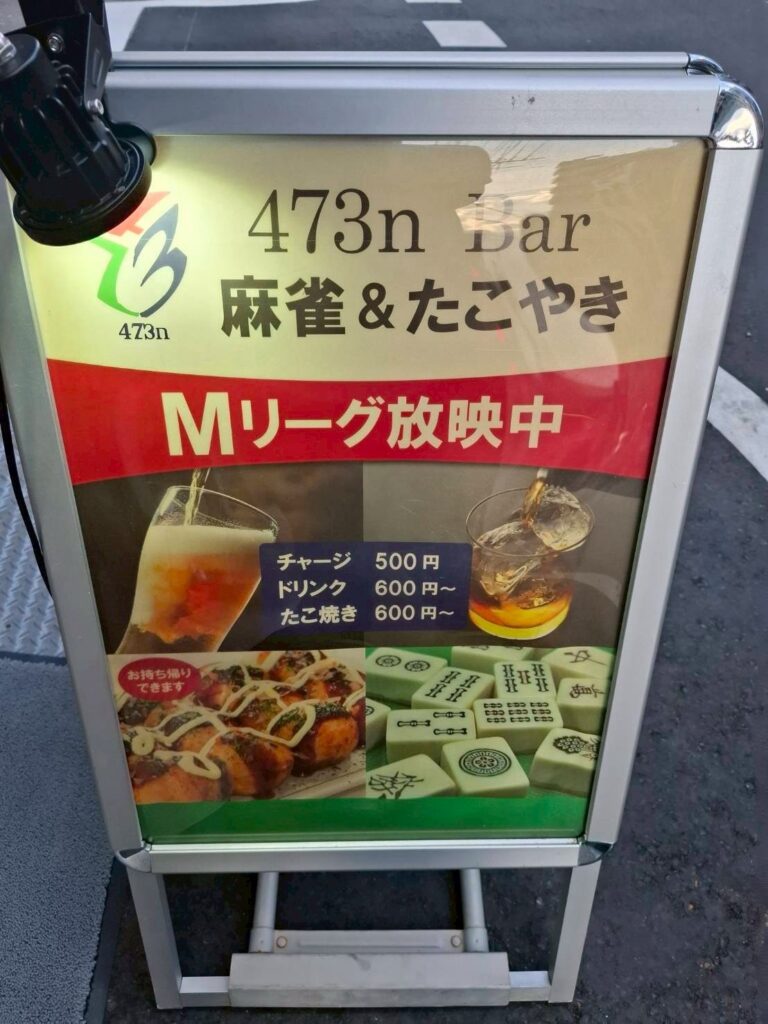 473n Bar
473n
麻雀&たこやき
Mリーグ放映中
チャージ 500円
ドリンク 600円〜
たこ焼き 600円〜
お持ち帰り
できます